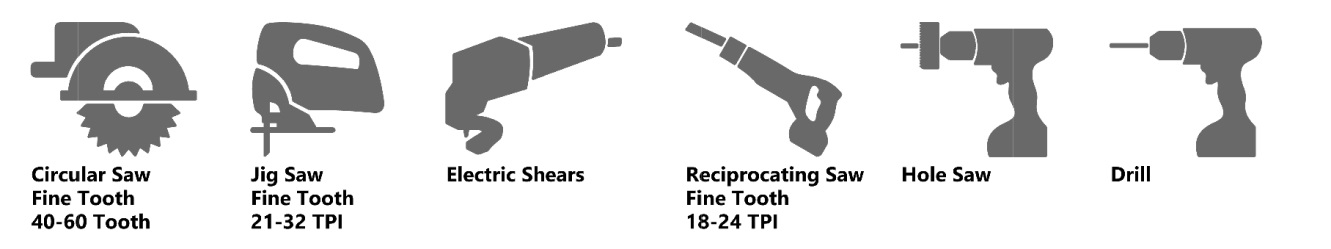 Circular Saw
Fine Tooth
40-60 Tooth
Jig Saw
Fine Tooth
21-32 TPI
Electric Shears
Reciprocating Saw
Fine Tooth
18-24 TPI
Hole Saw
Drill